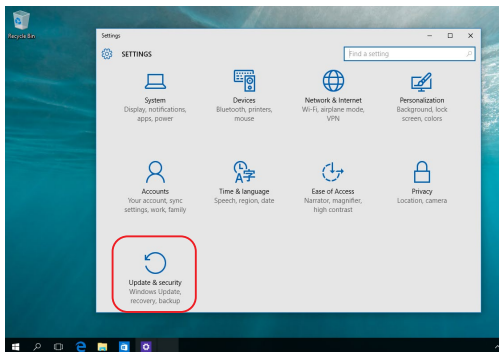 Recycle Bin
Settings
SETTINGS
Find a setting
System
Display, notifications,
apps, power
Devices
Bluetooth, printers,
mouse
Network & Internet
Wi-Fi, airplane mode,
VPN
Personalization
Background, lock
screen, colors
Accounts
Your account, sync
settings, work, family
Time & language
Speech, region, date
Ease of Access
Narrator, magnifier,
high contrast
Privacy
Location, camera
Update & security
Windows Update,
recovery, backup